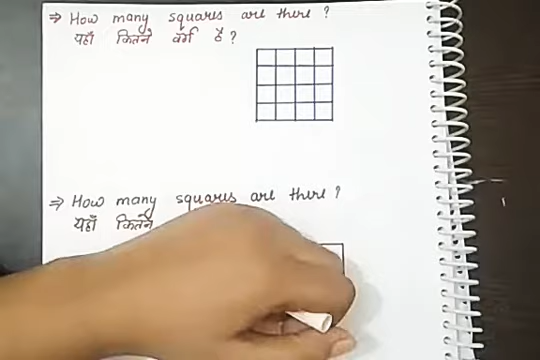 ⇒ How many squares are there ?
यहाँ कितने वर्ग है ?
⇒ How many squares are there ?
यहाँ कितने